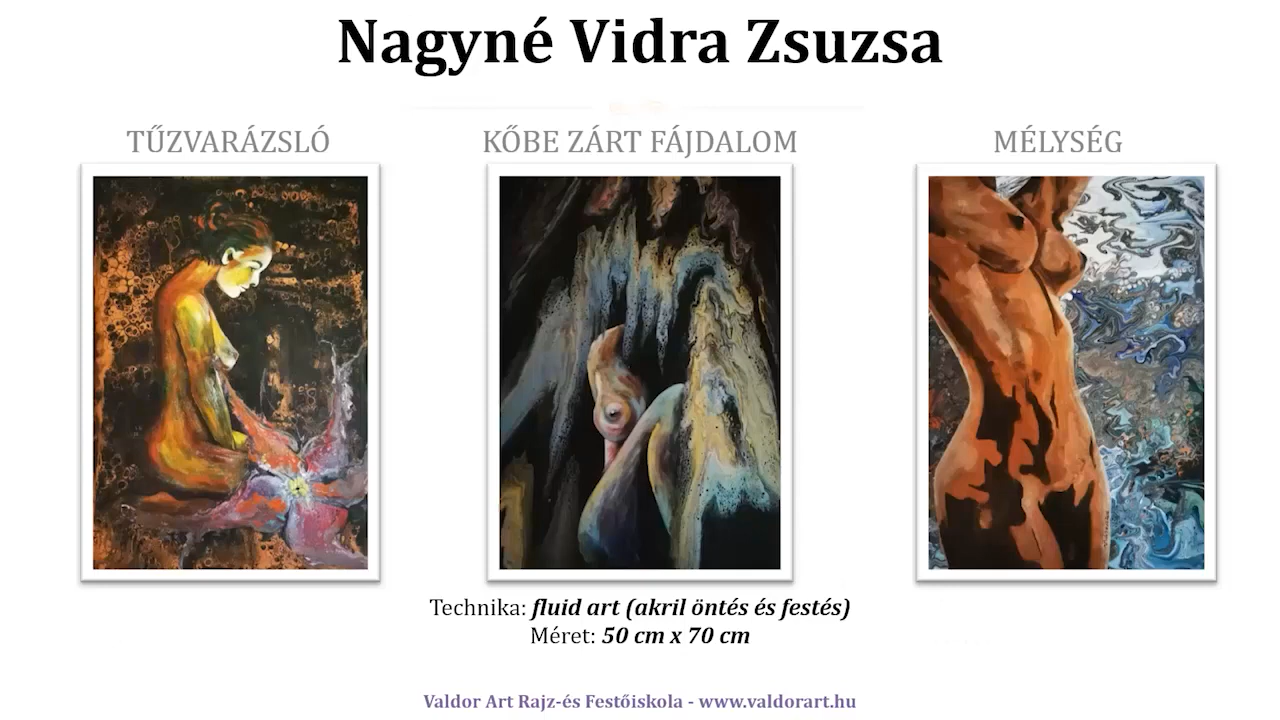 Nagyné Vidra Zsuzsa
TŰZVARÁZSLÓ
KŐBE ZÁRT FÁJDALOM
MÉLYSÉG
Technika: fluid art (akril öntés és festés)
Méret: 50 cm x 70 cm
Valdor Art Rajz-és Festőiskola - www.valdorart.hu